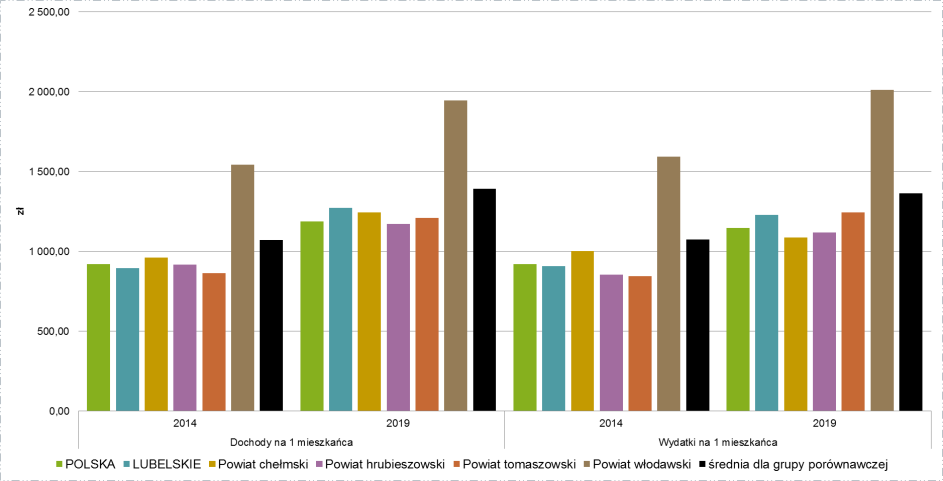 2 500,00
2 000,00
1 500,00
zł
1 000,00
500,00
0,00
2014 2019 2014 2019
Dochody na 1 mieszkańca Wydatki na 1 mieszkańca
POLSKA LUBELSKIE Powiat chełmski Powiat hrubieszowski Powiat tomaszowski Powiat włodawski średnia dla grupy porównawczej